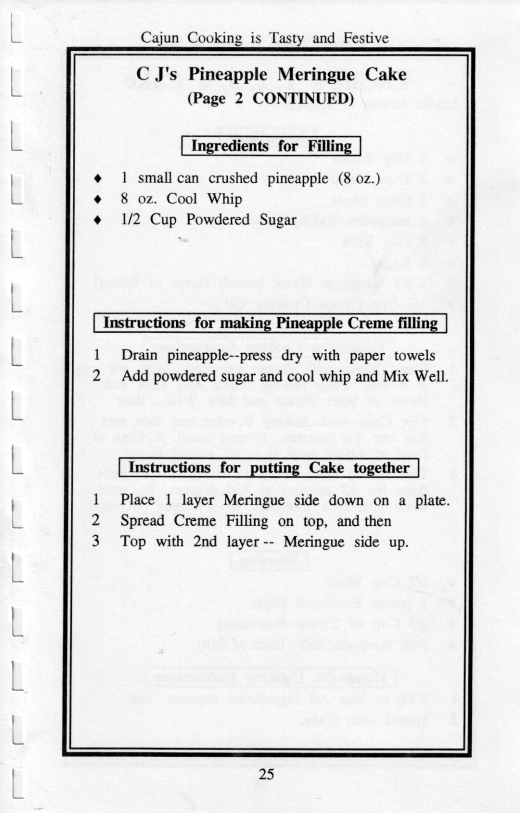 Cajun Cooking is Tasty and Festive
C J's Pineapple Meringue Cake
(Page 2 CONTINUED)
Ingredients for Filling
♦ 1 small can crushed pineapple (8 oz.)
♦ 8 oz. Cool Whip
♦ 1/2 Cup Powdered Sugar
Instructions for making Pineapple Creme filling
1 Drain pineapple--press dry with paper towels
2 Add powdered sugar and cool whip and Mix Well.
Instructions for putting Cake together
1 Place 1 layer Meringue side down on a plate.
2 Spread Creme Filling on top, and then
3 Top with 2nd layer -- Meringue side up.
25